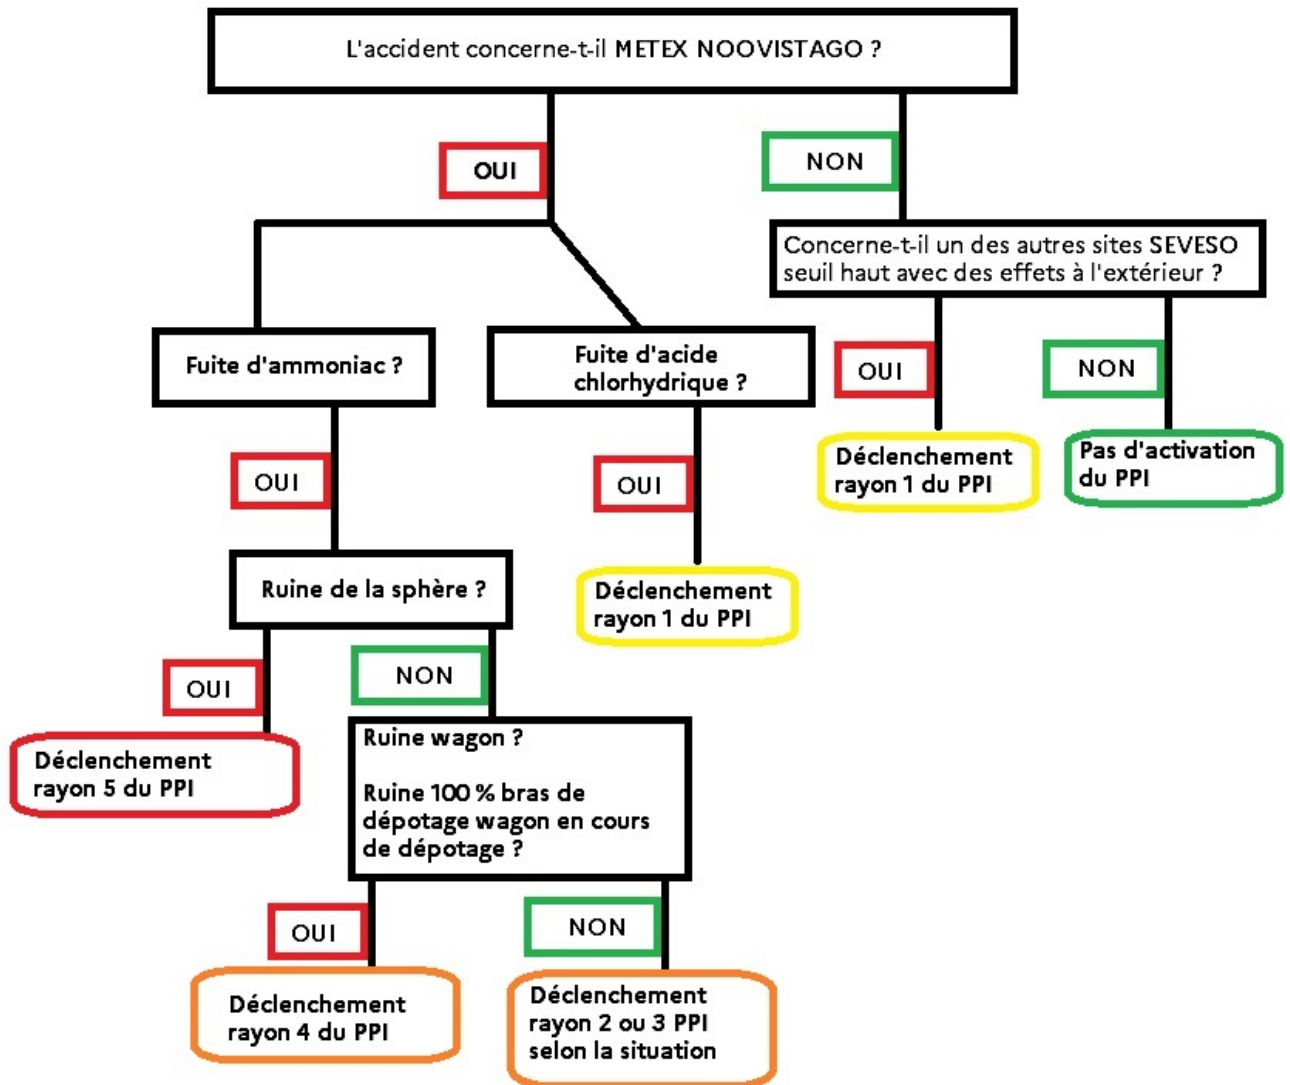 L'accident concerne-t-il METEX NOOVISTAGO ?
OUI
NON
Concerne-t-il un des autres sites SEVESO
seuil haut avec des effets à l'extérieur ?
Fuite d'ammoniac ?
Fuite d'acide
chlorhydrique ?
OUI
NON
Déclenchement
rayon 1 du PPI
Pas d'activation
du PPI
OUI
OUI
Ruine de la sphère ?
Déclenchement
rayon 1 du PPI
OUI
NON
Déclenchement
rayon 5 du PPI
Ruine wagon ?
Ruine 100 % bras de
dépotage wagon en cours
de dépotage ?
OUI
NON
Déclenchement
rayon 4 du PPI
Déclenchement
rayon 2 ou 3 PPI
selon la situation